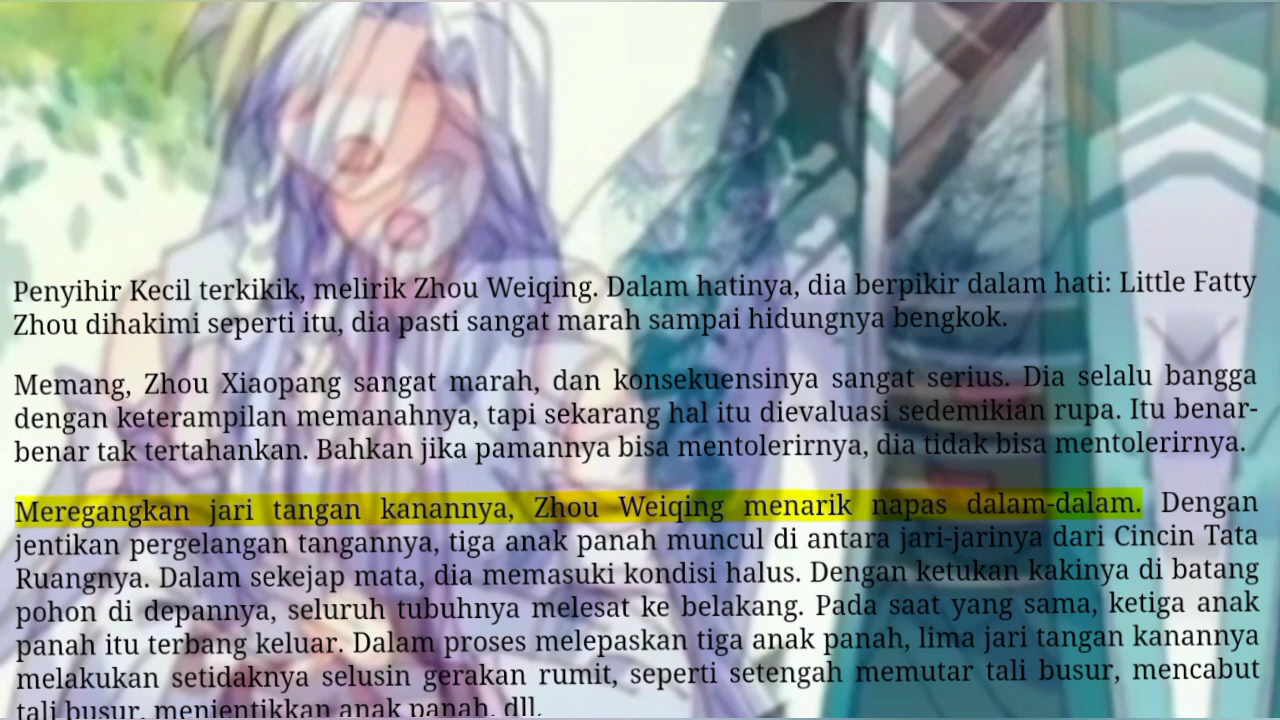 Penyihir Kecil terkikik, melirik Zhou Weiqing. Dalam hatinya, dia berpikir dalam hati: Little Fatty
Zhou dihakimi seperti itu, dia pasti sangat marah sampai hidungnya bengkok.
Memang, Zhou Xiaopang sangat marah, dan konsekuensinya sangat serius. Dia selalu bangga
dengan keterampilan memanahnya, tapi sekarang hal itu dievaluasi sedemikian rupa. Itu benar-
benar tak tertahankan. Bahkan jika pamannya bisa mentolerirnya, dia tidak bisa mentolerirnya.
Meregangkan jari tangan kanannya, Zhou Weiqing menarik napas dalam-dalam. Dengan
jentikan pergelangan tangannya, tiga anak panah muncul di antara jari-jarinya dari Cincin Tata
Ruangnya. Dalam sekejap mata, dia memasuki kondisi halus. Dengan ketukan kakinya di batang
pohon di depannya, seluruh tubuhnya melesat ke belakang. Pada saat yang sama, ketiga anak
panah itu terbang keluar. Dalam proses melepaskan tiga anak panah, lima jari tangan kanannya
melakukan setidaknya selusin gerakan rumit, seperti setengah memutar tali busur, mencabut
tali busur, menjentikkan anak panah, dll.